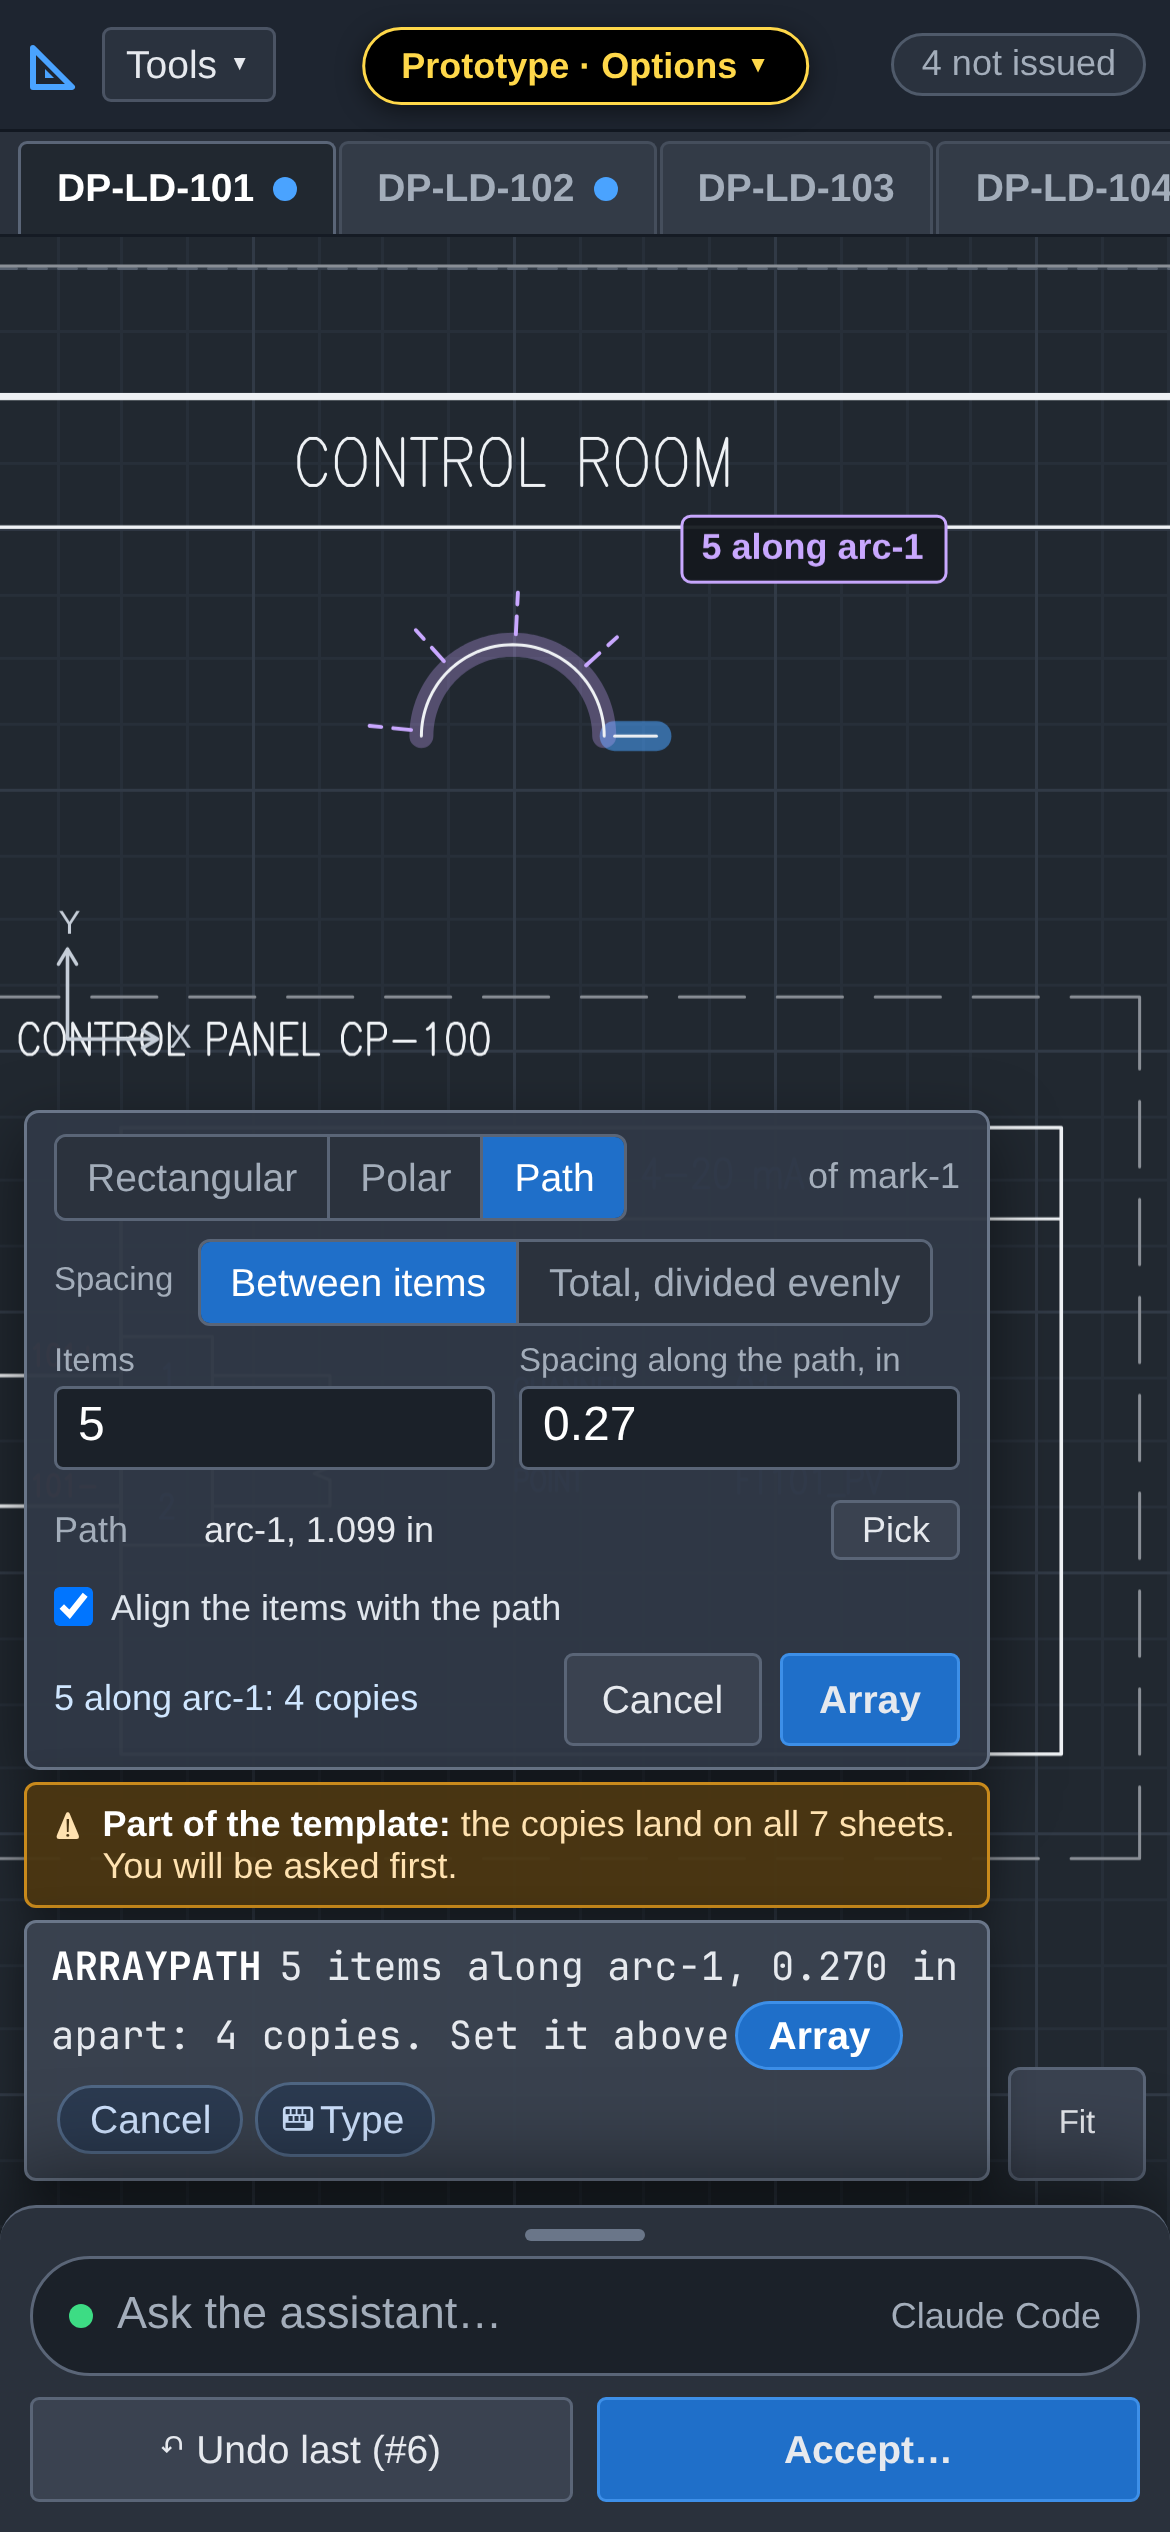 Tools ▼
Prototype · Options ▼
4 not issued
DP-LD-101
DP-LD-102
DP-LD-103
DP-LD-104
CONTROL ROOM
5 along arc-1
Y
X
CONTROL PANEL CP-100
Rectangular
Polar
Path
of mark-1
Spacing
Between items
Total, divided evenly
Items
Spacing along the path, in
5
0.27
Path
arc-1, 1.099 in
Pick
Align the items with the path
5 along arc-1: 4 copies
Cancel
Array
Part of the template: the copies land on all 7 sheets.
You will be asked first.
ARRAYPATH 5 items along arc-1, 0.270 in
apart: 4 copies. Set it above
Array
Cancel
Type
Fit
Ask the assistant…
Claude Code
Undo last (#6)
Accept…